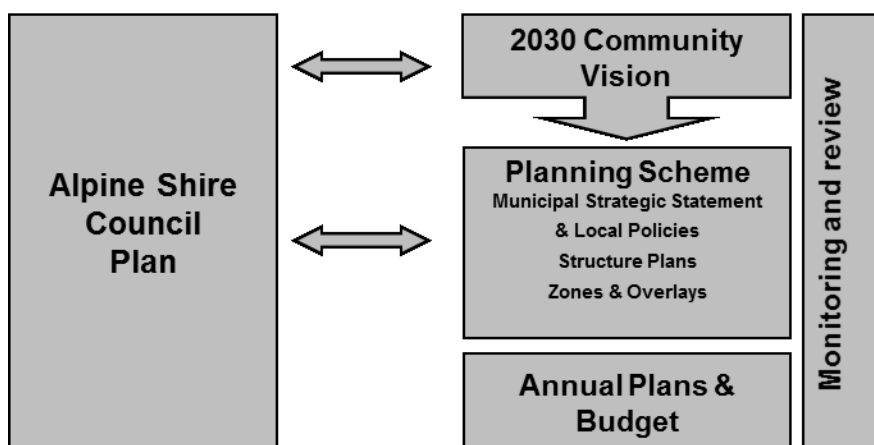 Alpine Shire
Council
Plan
2030 Community
Vision
Planning Scheme
Municipal Strategic Statement
& Local Policies
Structure Plans
Zones & Overlays
Annual Plans &
Budget
Monitoring and review